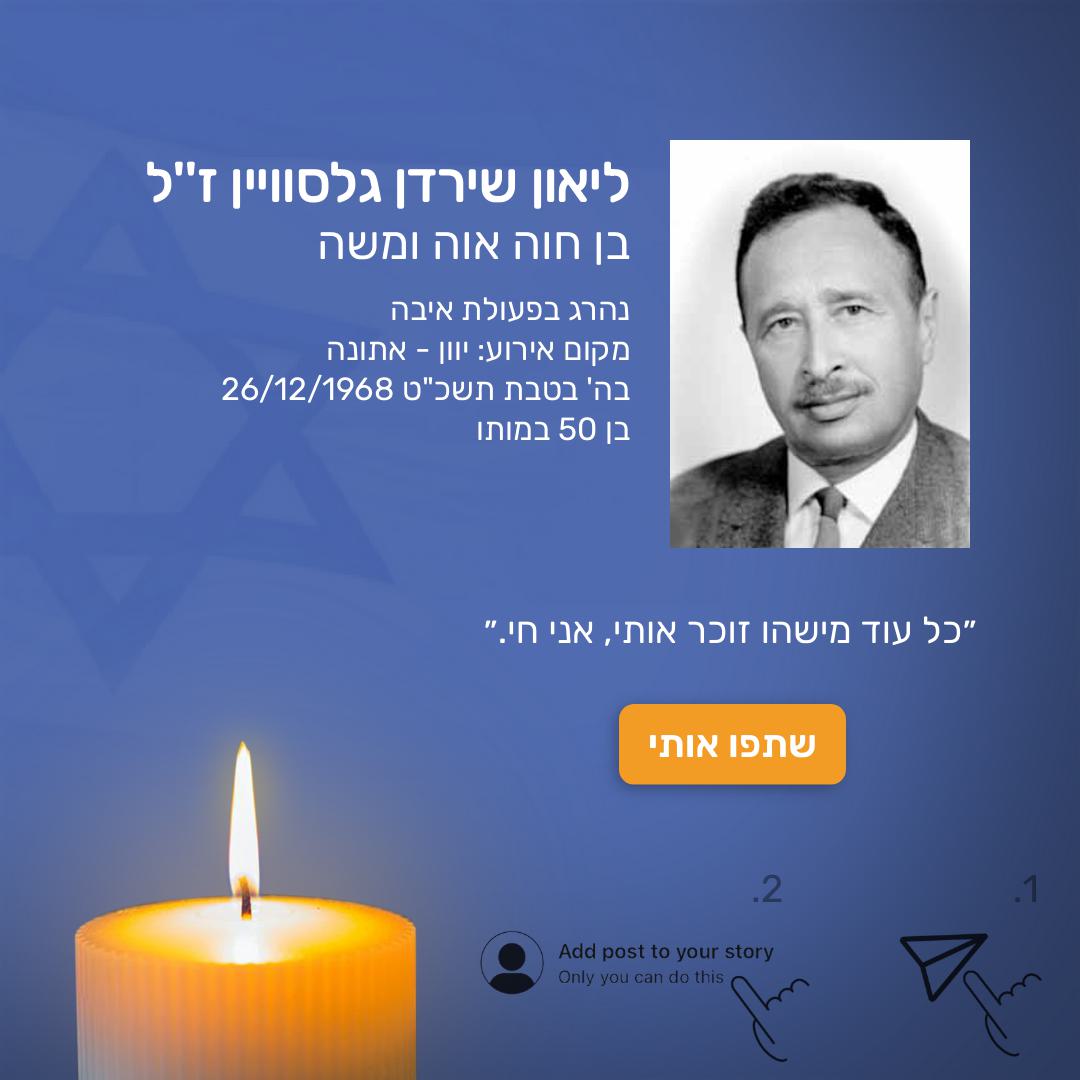 ליאון שירדן גלסוויין ז"ל
בן חוה אוה ומשה
נהרג בפעולת איבה
מקום אירוע: יוון - אתונה
בה' בטבת תשכ"ט 26/12/1968
בן 50 במותו
״כל עוד מישהו זוכר אותי, אני חי.״
שתפו אותי
1.
2.
Add post to your story
Only you can do this